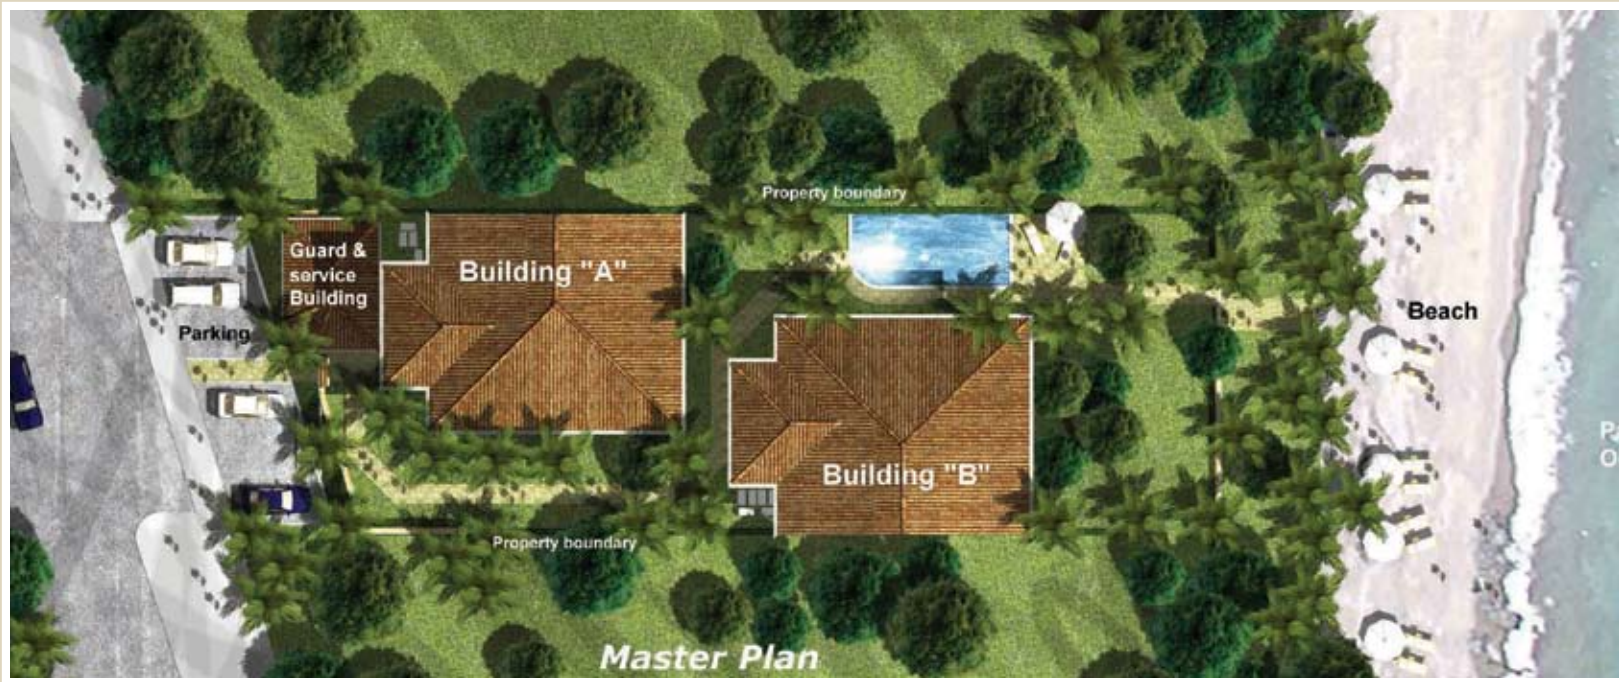 Property boundary
Guard &
service
Building
Building "A"
Parking
Beach
Building "B"
Property boundary
Master Plan